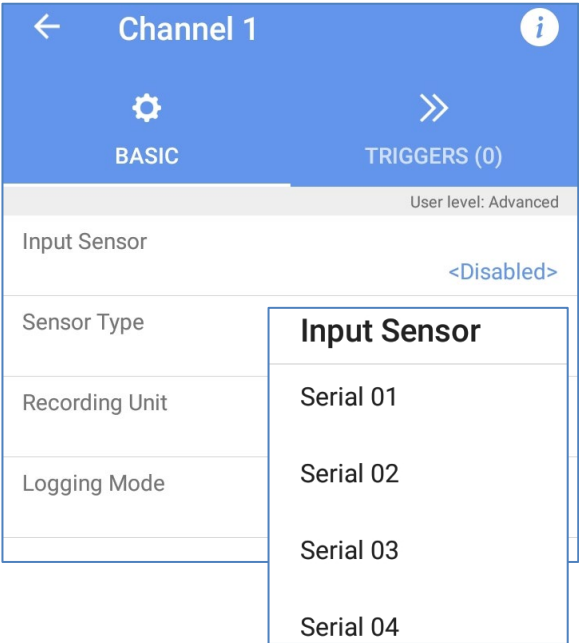 Channel 1
BASIC
TRIGGERS (0)
User level: Advanced
Input Sensor
<Disabled>
Sensor Type
Recording Unit
Logging Mode
Input Sensor
Serial 01
Serial 02
Serial 03
Serial 04